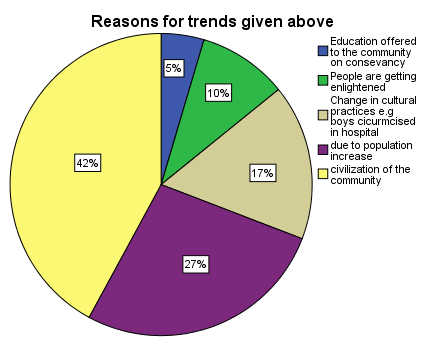 Reasons for trends given above
Education offered
to the community
on consevancy
People are getting
enlightened
Change in cultural
practices e.g
boys cicurmcised
in hospital
due to population
increase
civilization of the
community
5%
10%
17%
27%
42%